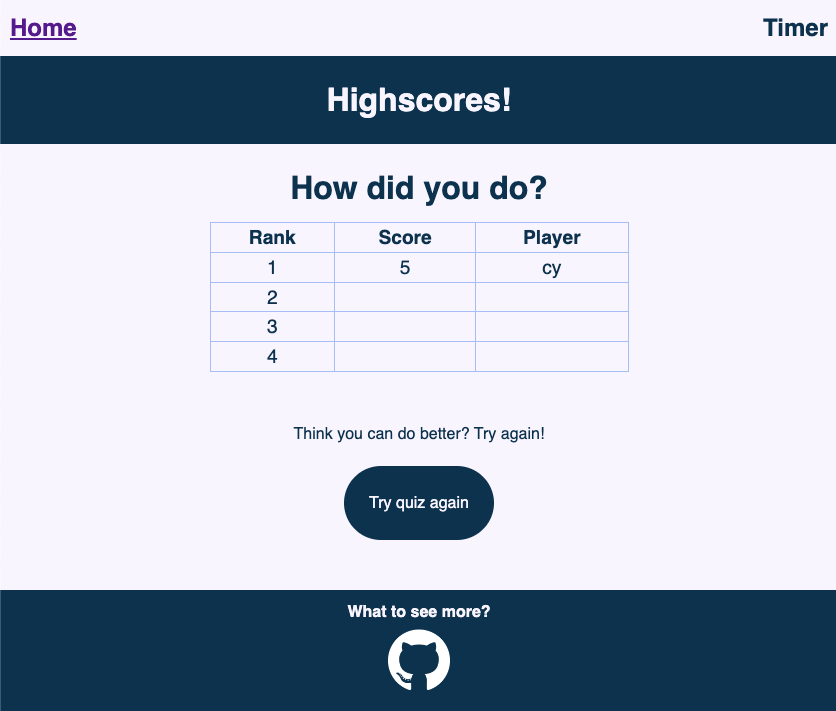 Home Timer
Highscores!
How did you do?
Rank Score Player
1 5 cy
2
3
4
Think you can do better? Try again!
Try quiz again
What to see more?